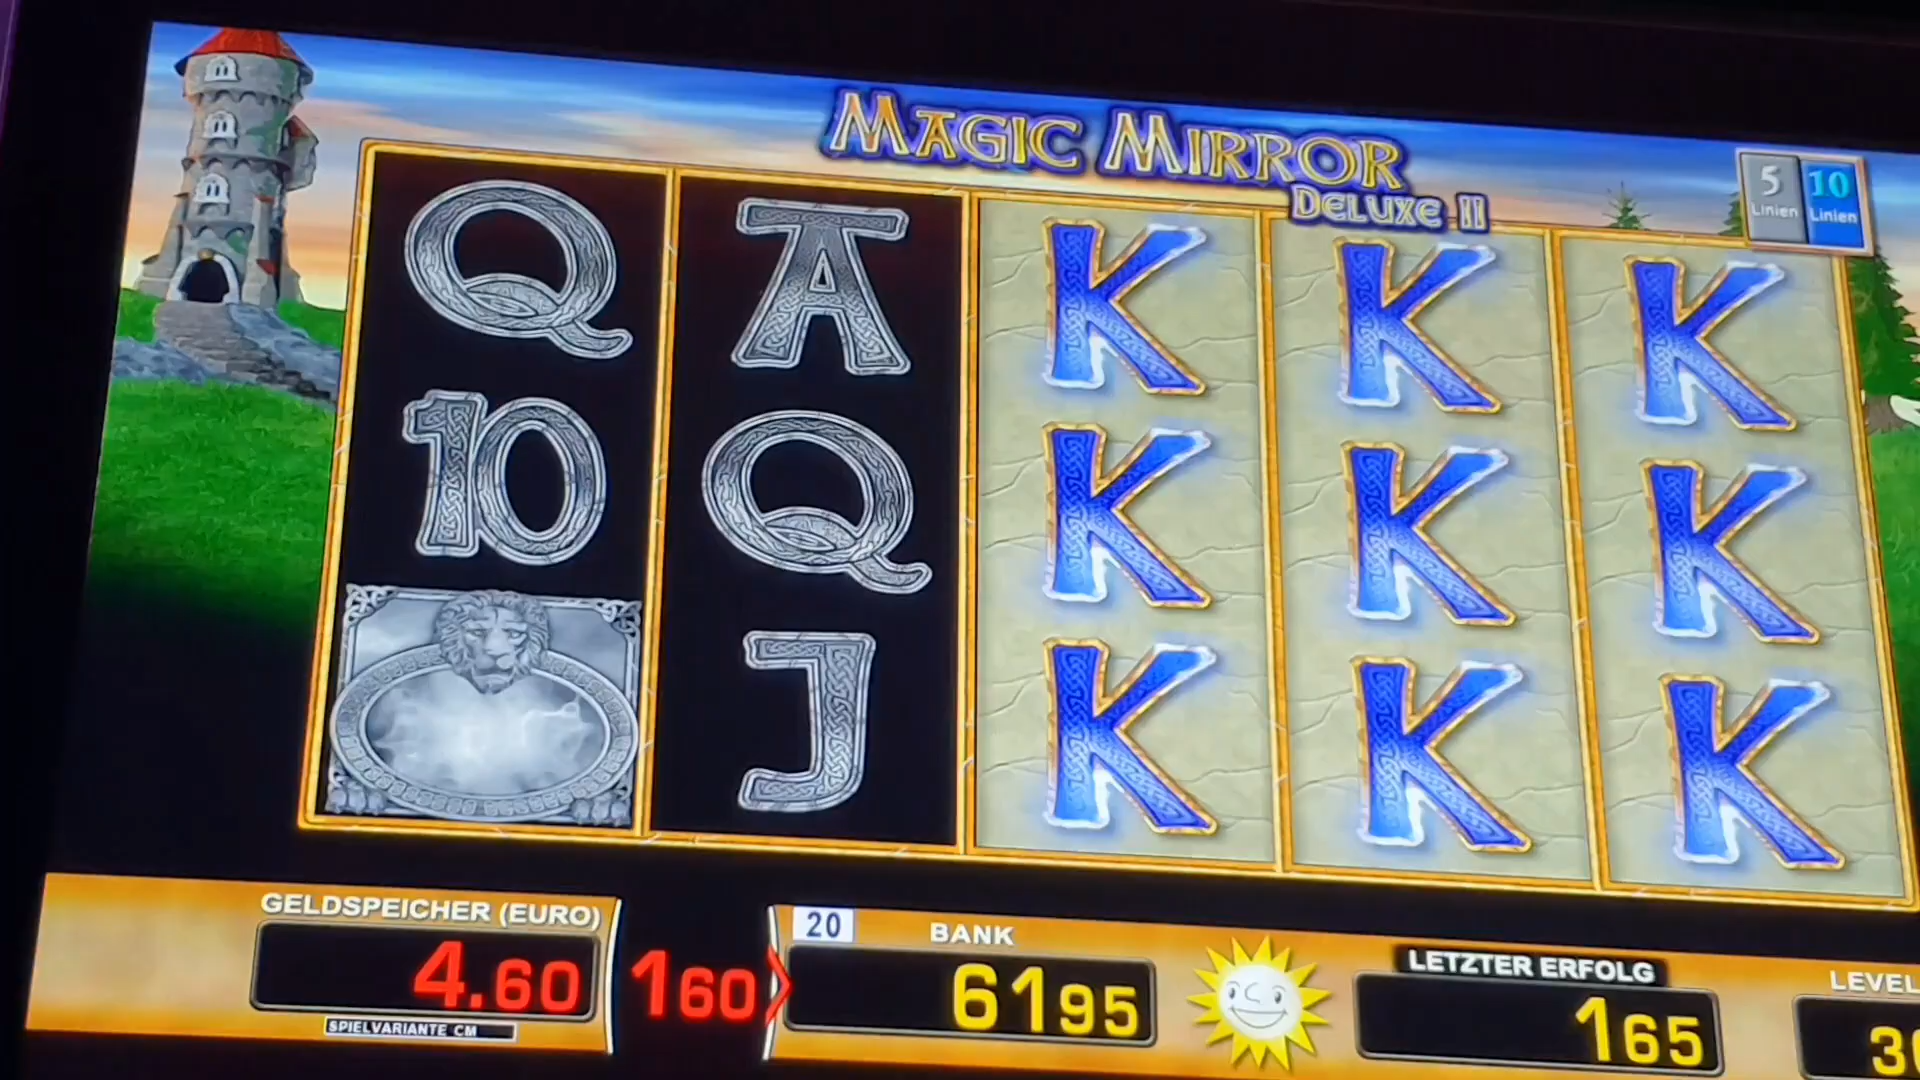 MAGIC MIRROR
DELUXE II
5 Linien
10 Linien
Q A K K K
10 Q K K K
J K K K
GELDSPEICHER (EURO)
4.60
SPIELVARIANTE CM
160
20
BANK
6195
LETZTER ERFOLG
165
LEVEL